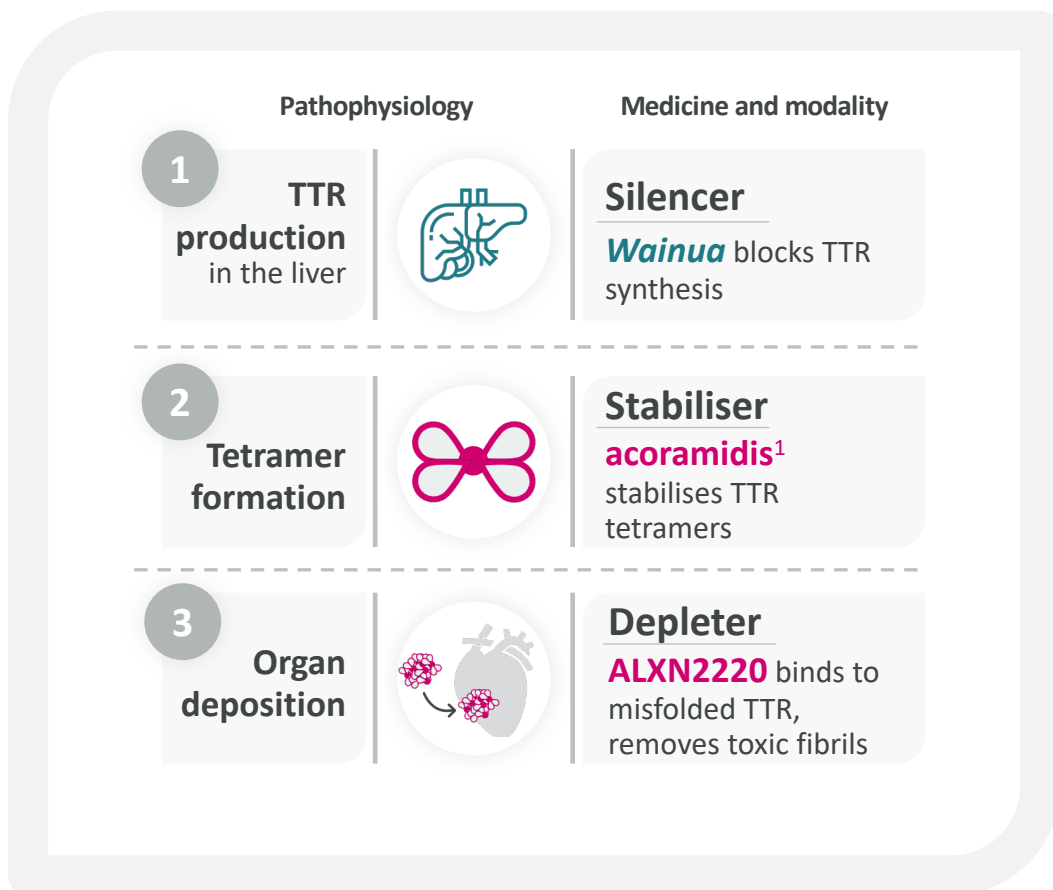 Pathophysiology
Medicine and modality
1
TTR
production
in the liver
Silencer
Wainua blocks TTR
synthesis
2
Tetramer
formation
Stabiliser
acoramidis1
stabilises TTR
tetramers
3
Organ
deposition
Depleter
ALXN2220 binds to
misfolded TTR,
removes toxic fibrils